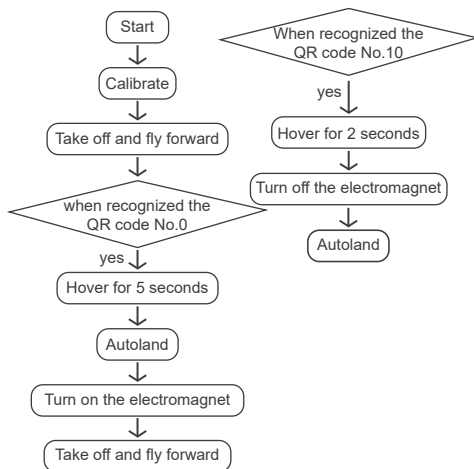 Start
Calibrate
Take off and fly forward
when recognized the
QR code No.0
yes
Hover for 5 seconds
Autoland
Turn on the electromagnet
Take off and fly forward
When recognized the
QR code No.10
yes
Hover for 2 seconds
Turn off the electromagnet
Autoland